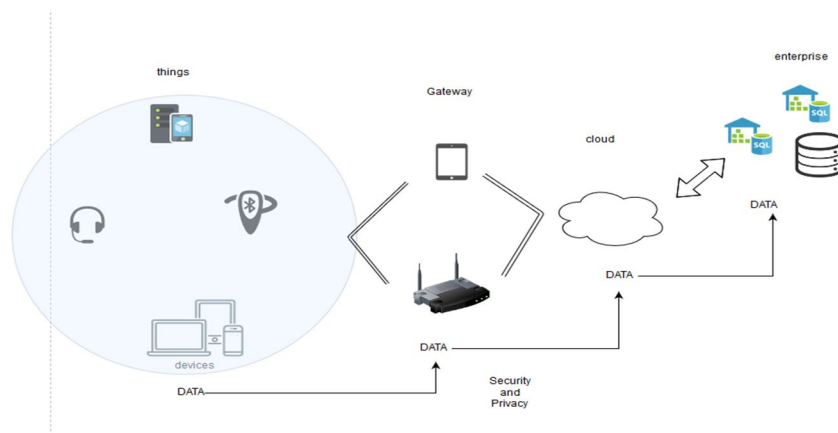 enterprise
things
Gateway
cloud
SQL
SQL
DATA
DATA
DATA
devices
DATA
Security
and
Privacy